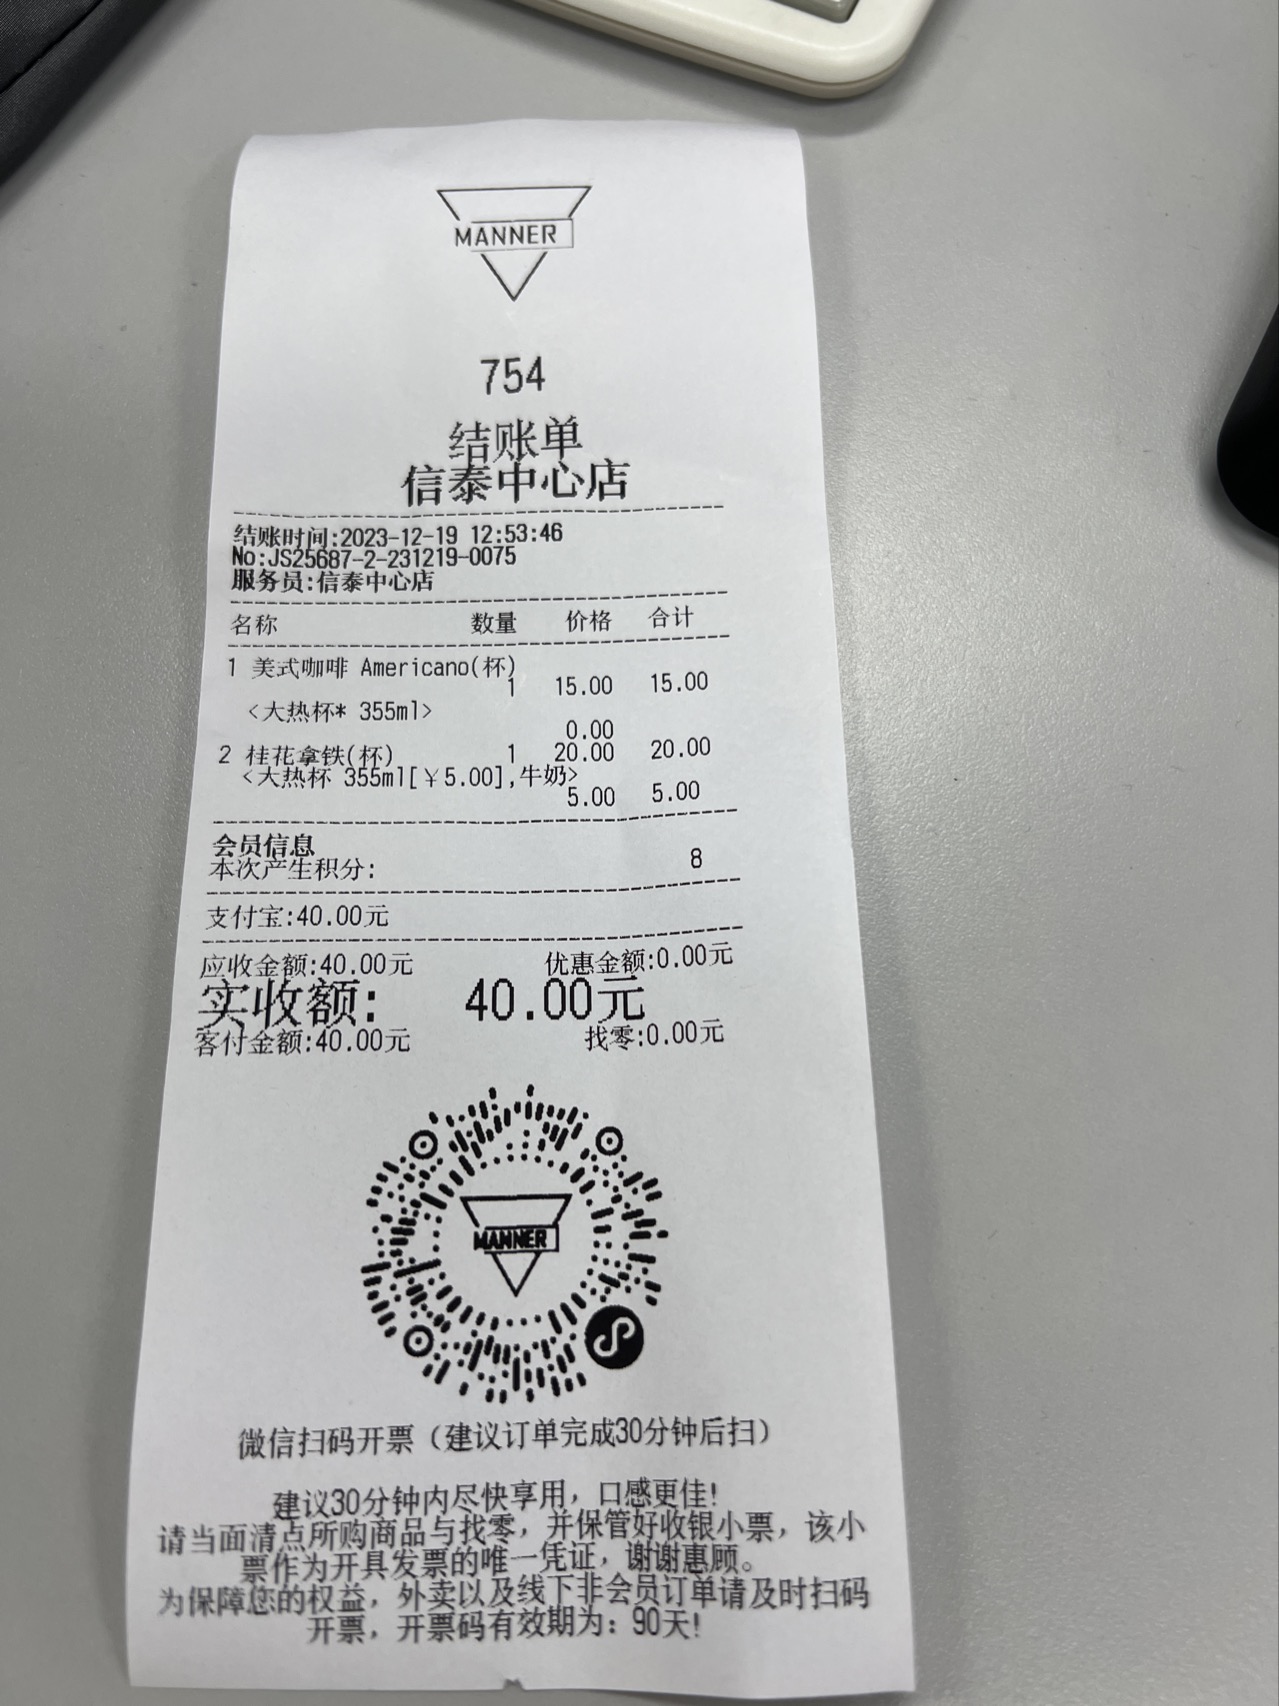 MANNER
754
结账单
信泰中心店
结账时间:2023-12-19 12:53:46
No:JS25687-2-231219-0075
服务员:信泰中心店
名称 数量 价格 合计
1 美式咖啡 Americano(杯)
1 15.00 15.00
<大热杯* 355ml>
0.00
2 桂花拿铁(杯) 1 20.00 20.00
<大热杯 355ml[￥5.00],牛奶>
5.00 5.00
会员信息
本次产生积分: 8
支付宝:40.00元
应收金额:40.00元 优惠金额:0.00元
实收额: 40.00元
客付金额:40.00元 找零:0.00元
MANNER
微信扫码开票（建议订单完成30分钟后扫）
建议30分钟内尽快享用，口感更佳!
请当面清点所购商品与找零，并保管好收银小票，该小
票作为开具发票的唯一凭证，谢谢惠顾。
为保障您的权益，外卖以及线下非会员订单请及时扫码
开票，开票码有效期为：90天!